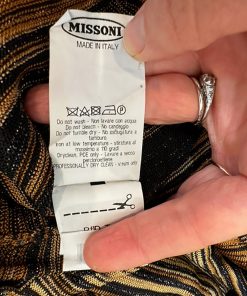 MISSONI
MADE IN ITALY
Do not wash - Non lavare con acqua
Do not bleach - No candeggio
Do not tumble dry - No asciugatura a
tamburo
Iron at low temperature - stiratura al
massimo a 110 gradi
Dryclean, PCE only - Lavare a secco
percloroetilene
PROFESSIONALLY DRY CLEAN